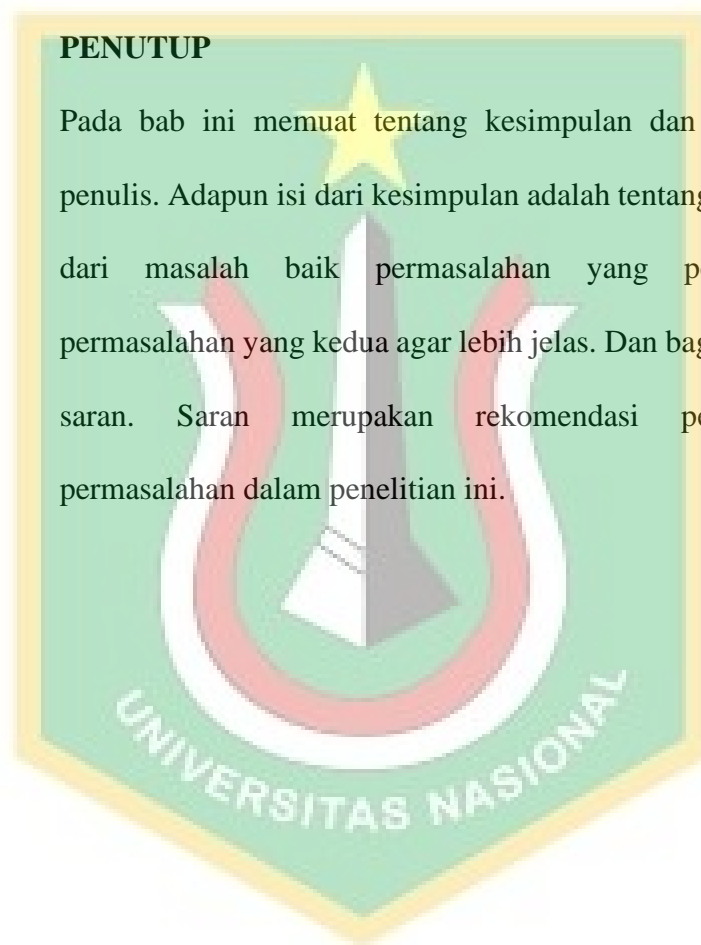 PENUTUP
Pada bab ini memuat tentang kesimpulan dan
penulis. Adapun isi dari kesimpulan adalah tentang
dari masalah baik permasalahan yang
permasalahan yang kedua agar lebih jelas. Dan
saran. Saran merupakan rekomendasi
permasalahan dalam penelitian ini.
UNIVERSITAS NASIONAL